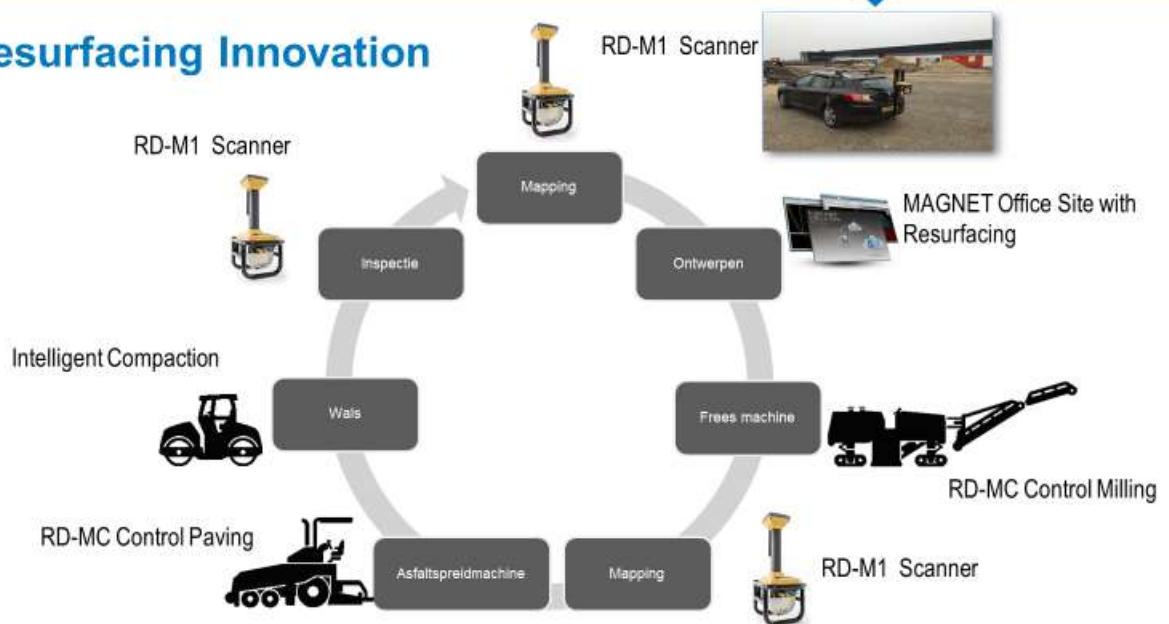 esurfacing Innovation
RD-M1 Scanner
RD-M1 Scanner
Mapping
MAGNET Office Site with
Resurfacing
Inspectie
Ontwerpen
Intelligent Compaction
Wals
Frees machine
RD-MC Control Milling
RD-MC Control Paving
Asfaltspreidmachine
Mapping
RD-M1 Scanner